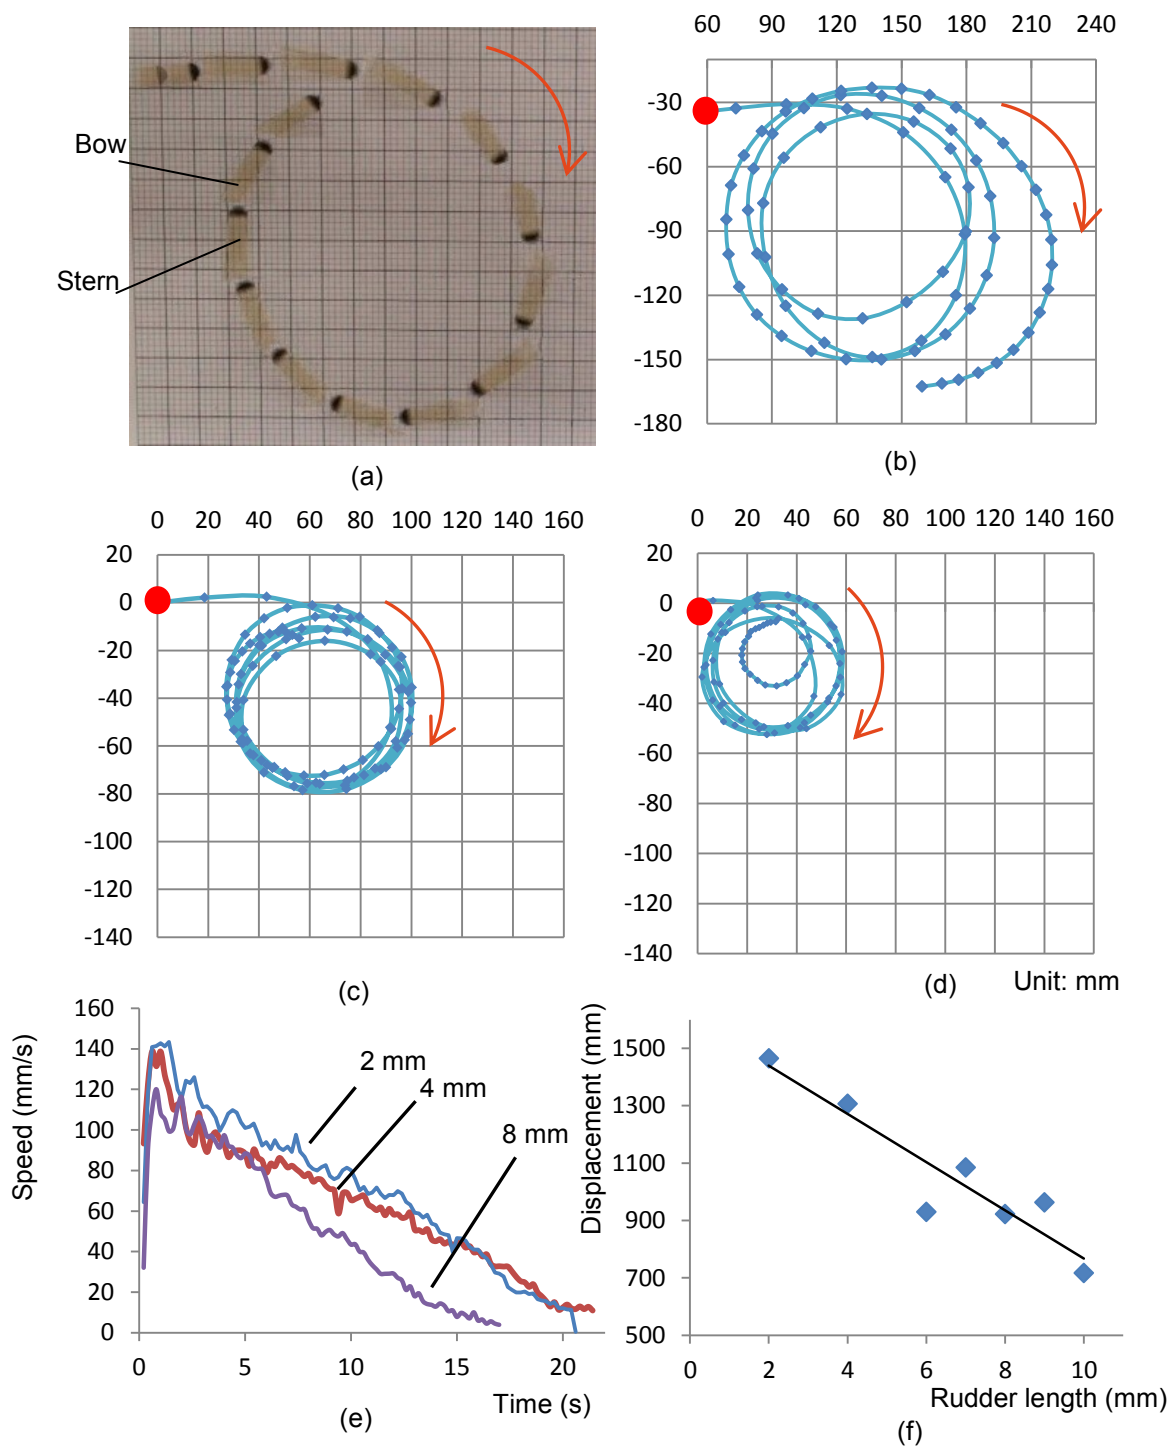 60 90 120 150 180 210 240
-30
-60
-90
-120
-150
-180
Bow
Stern
(a)
(b)
0 20 40 60 80 100 120 140 160
20
0
-20
-40
-60
-80
-100
-120
-140
(c)
0 20 40 60 80 100 120 140 160
20
0
-20
-40
-60
-80
-100
-120
-140
(d)
Unit: mm
Speed (mm/s)
160
140
120
100
80
60
40
20
0
2 mm
4 mm
8 mm
0 5 10 15 20
Time (s)
(e)
Displacement (mm)
1500
1300
1100
900
700
500
0 2 4 6 8 10
Rudder length (mm)
(f)